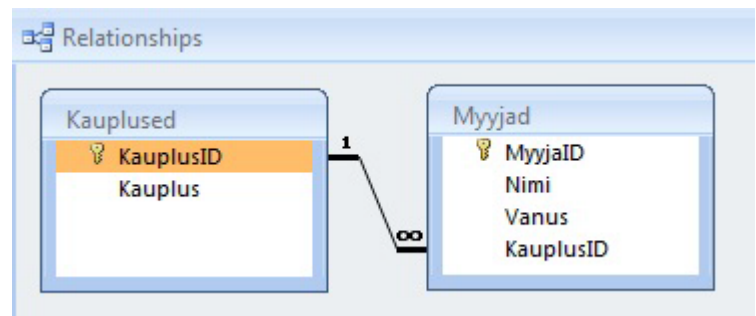 Relationships
Kauplused
KauplusID
Kauplus
1
∞
Myyjad
MyyjaID
Nimi
Vanus
KauplusID